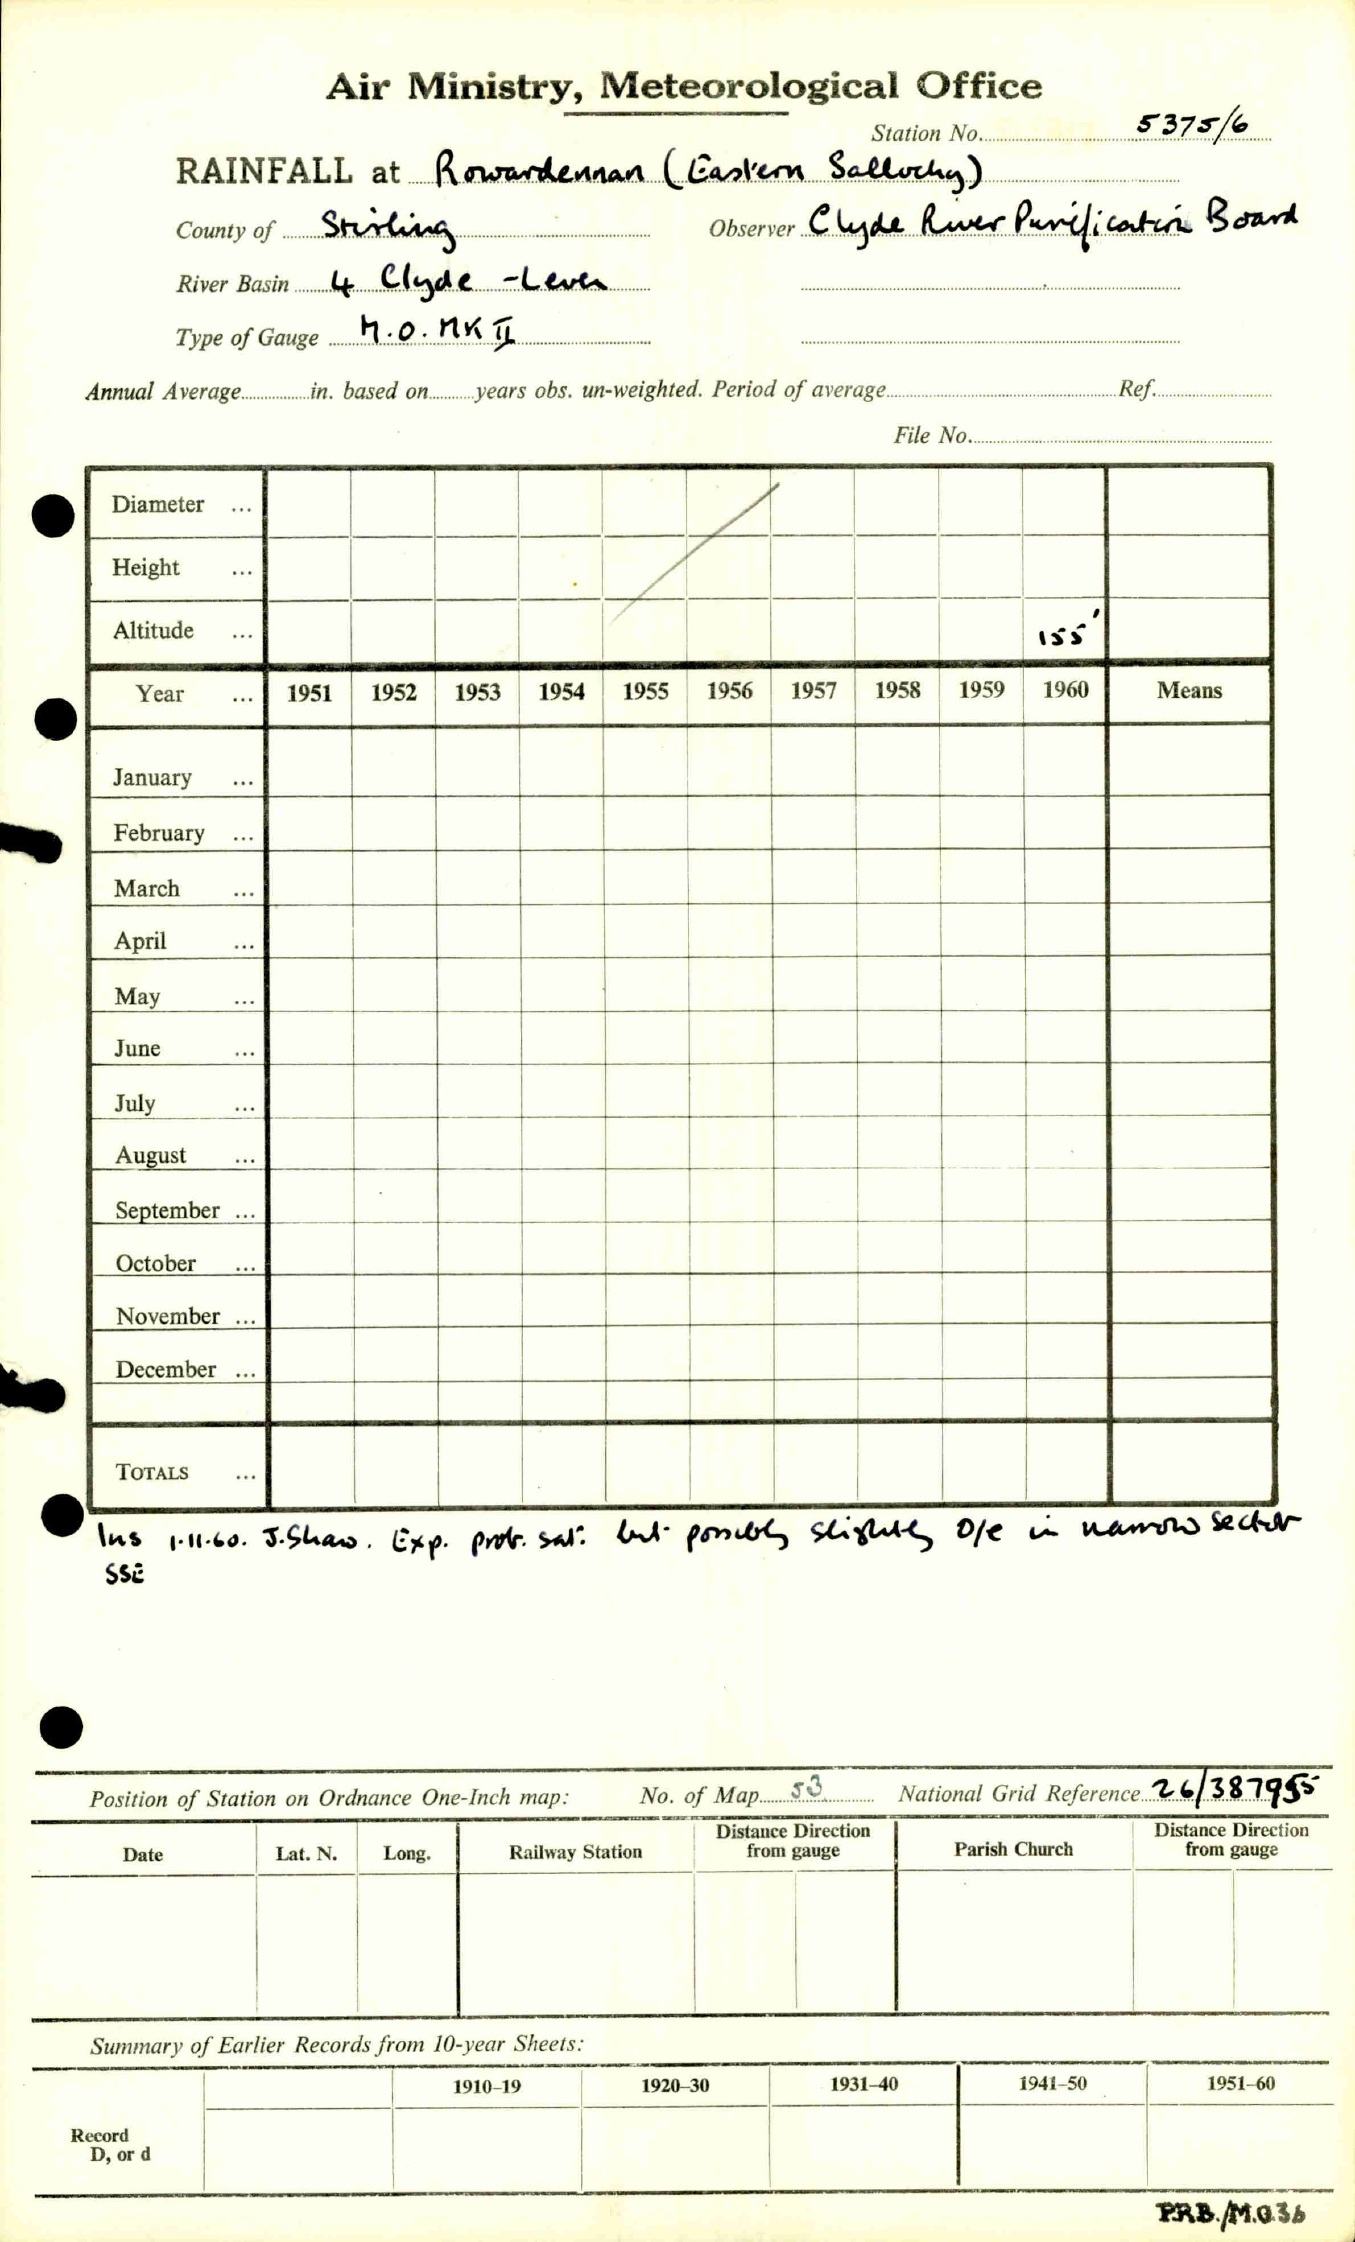 Air Ministry, Meteorological Office
Station No. 5375/6
RAINFALL at Rowardennan (Eastern Sallochy)
County of Stirling Observer Clyde River Purification Board
River Basin 4 Clyde - Leven
Type of Gauge M.O. MK II
Annual Average in. based on years obs. un-weighted. Period of average Ref.
File No.
Diameter ...
Height ...
Altitude ... 155'
Year ... 1951 1952 1953 1954 1955 1956 1957 1958 1959 1960 Means
January ...
February ...
March ...
April ...
May ...
June ...
July ...
August ...
September ...
October ...
November ...
December ...
TOTALS ...
Ins 1.11.60. J. Shaw. Exp. prob. sat. but possibly slightly O/e in narrow sector
SSE
Position of Station on Ordnance One-Inch map: No. of Map 53 National Grid Reference 26/387955
Date Lat. N. Long. Railway Station Distance Direction from gauge Parish Church Distance Direction from gauge
Summary of Earlier Records from 10-year Sheets:
1910–19 1920–30 1931–40 1941–50 1951–60
Record
D, or d
P.R.B./M.O.36